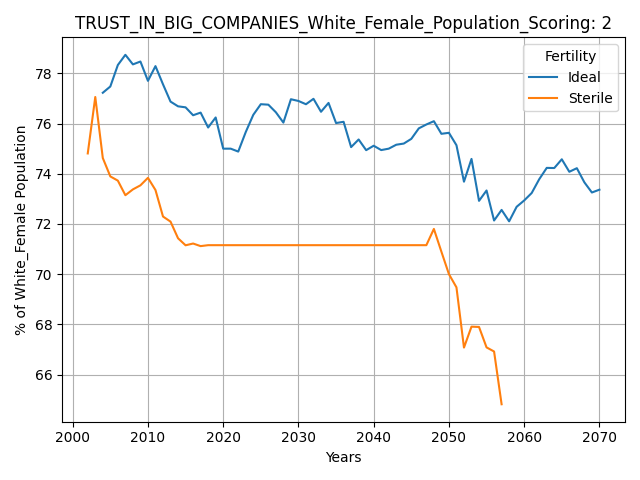 TRUST_IN_BIG_COMPANIES_White_Female_Population_Scoring: 2
Fertility
Ideal
Sterile
% of White_Female Population
78
76
74
72
70
68
66
2000 2010 2020 2030 2040 2050 2060 2070
Years